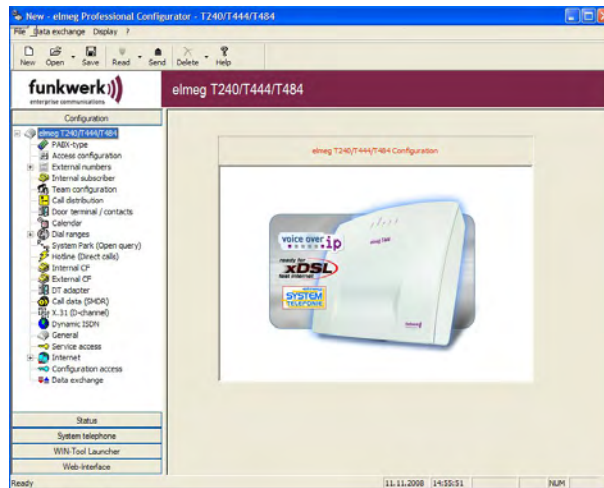 New - elmeg Professional Configurator - T240/T444/T484
File Data exchange Display ?
New Open Save Read Send Delete Help
funkwerk
enterprise communications
elmeg T240/T444/T484
Configuration
elmeg T240/T444/T484
PABX-type
Access configuration
External numbers
Internal subscriber
Team configuration
Call distribution
Door terminal / contacts
Calendar
Dial ranges
System Park (Open query)
Hotline (Direct calls)
Internal CF
External CF
DT adapter
Call data (SMDR)
X.31 (D-channel)
Dynamic ISDN
General
Service access
Internet
Configuration access
Data exchange
Status
System telephone
WIN-Tool Launcher
Web-Interface
elmeg T240/T444/T484 Configuration
voice over ip
ready for
xDSL
fast internet
SYSTEM
TELEFONIE
Ready
11.11.2008 14:55:51 NUM